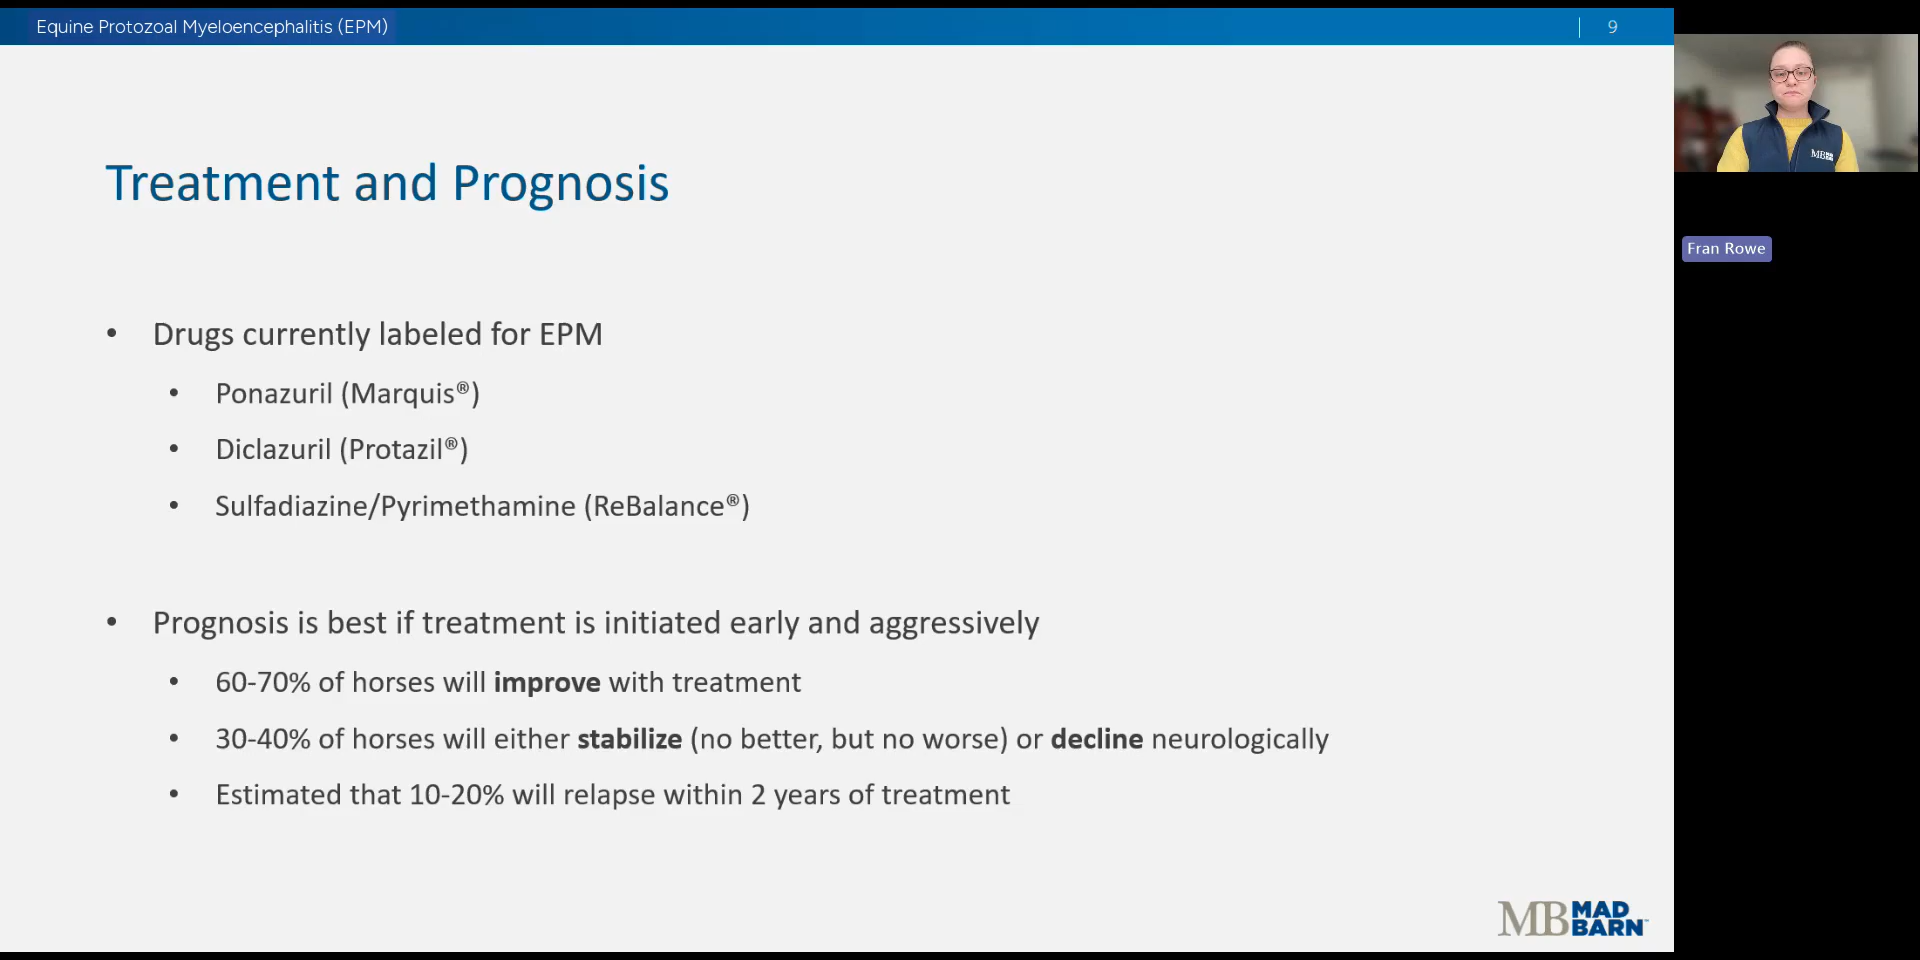 Equine Protozoal Myeloencephalitis (EPM)
9
Treatment and Prognosis
• Drugs currently labeled for EPM
• Ponazuril (Marquis®)
• Diclazuril (Protazil®)
• Sulfadiazine/Pyrimethamine (ReBalance®)
• Prognosis is best if treatment is initiated early and aggressively
• 60-70% of horses will improve with treatment
• 30-40% of horses will either stabilize (no better, but no worse) or decline neurologically
• Estimated that 10-20% will relapse within 2 years of treatment
MB MAD
BARN™
MB
Fran Rowe